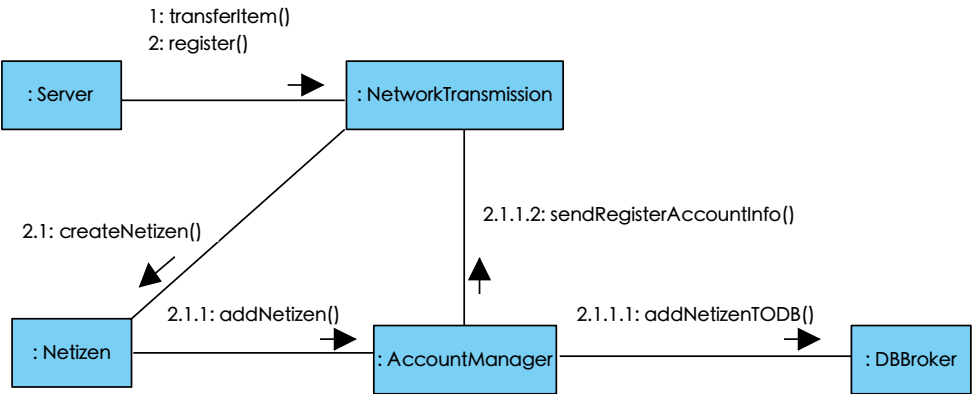 1: transferItem()
2: register()
: Server
: NetworkTransmission
2.1: createNetizen()
2.1.1.2: sendRegisterAccountInfo()
2.1.1: addNetizen()
2.1.1.1: addNetizenTODB()
: Netizen
: AccountManager
: DBBroker